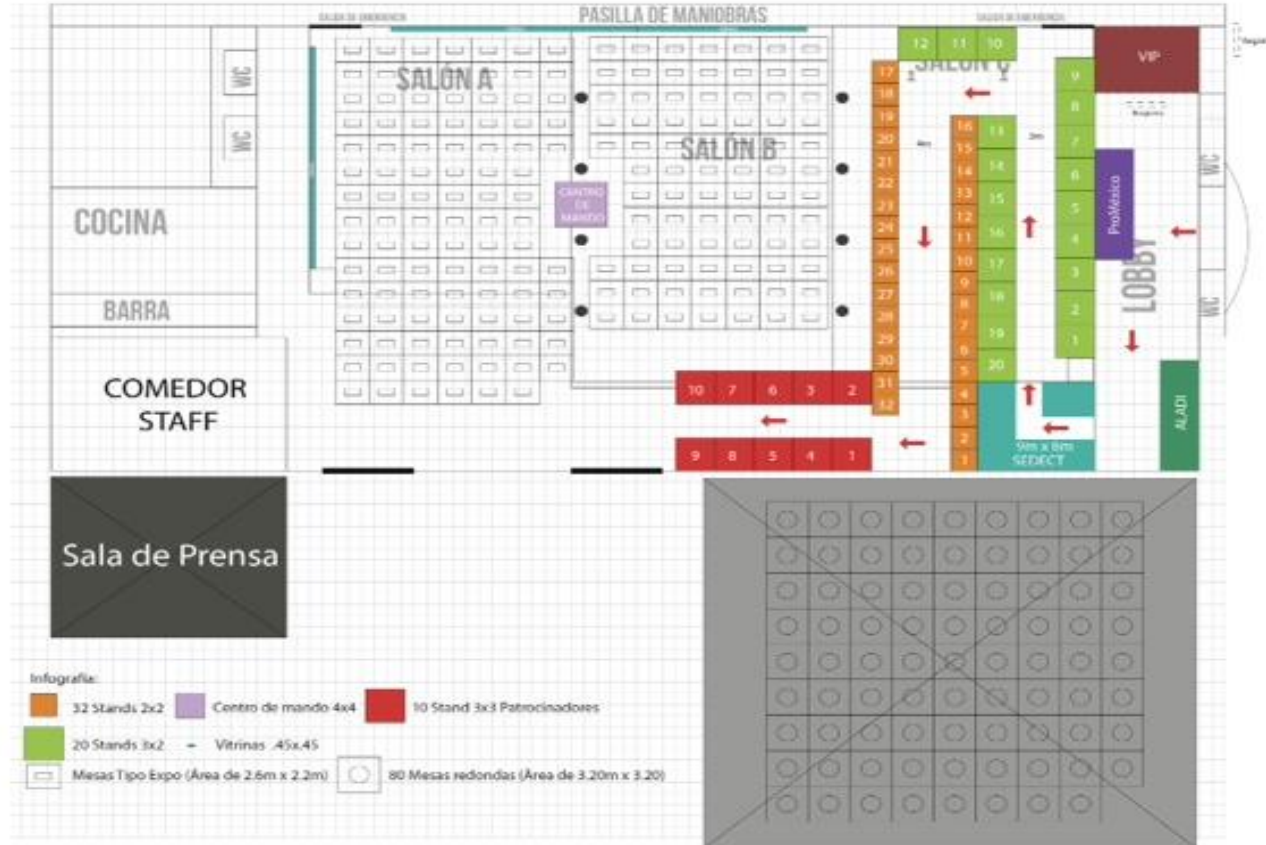 SALIDA DE EMERGENCIA
PASILLA DE MANIOBRAS
SALIDA DE EMERGENCIA
WC
WC
SALÓN A
SALÓN B
SALÓN C
VIP
12 11 10
17
18
19
20
21
22
23
24
25
26
27
28
29
30
31
32
16
15
14
13
12
11
10
9
8
7
6
5
4
3
2
1
13
14
15
16
17
18
19
20
9
8
7
6
5
4
3
2
1
CENTRO
DE
MANDO
ProMéxico
LOBBY
WC
WC
COCINA
BARRA
COMEDOR
STAFF
10 7 6 3 2
9 8 5 4 1
9m x 8m
SEDECT
ALADI
Sala de Prensa
Infografía:
32 Stands 2x2
Centro de mando 4x4
10 Stand 3x3 Patrocinadores
20 Stands 3x2
Vitrinas .45x.45
Mesas Tipo Expo (Área de 2.6m x 2.2m)
80 Mesas redondas (Área de 3.20m x 3.20)